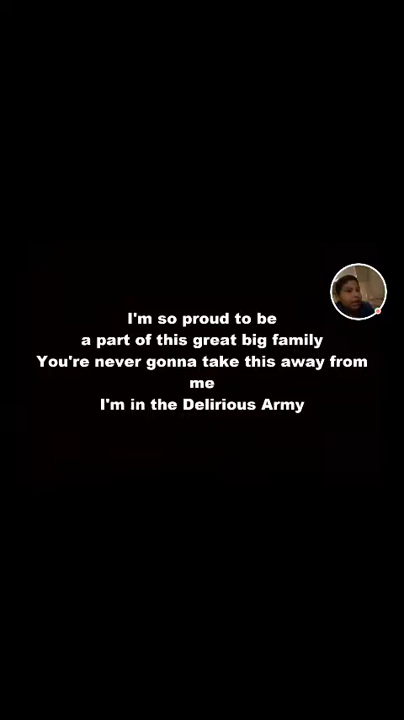 I'm so proud to be
a part of this great big family
You're never gonna take this away from
me
I'm in the Delirious Army